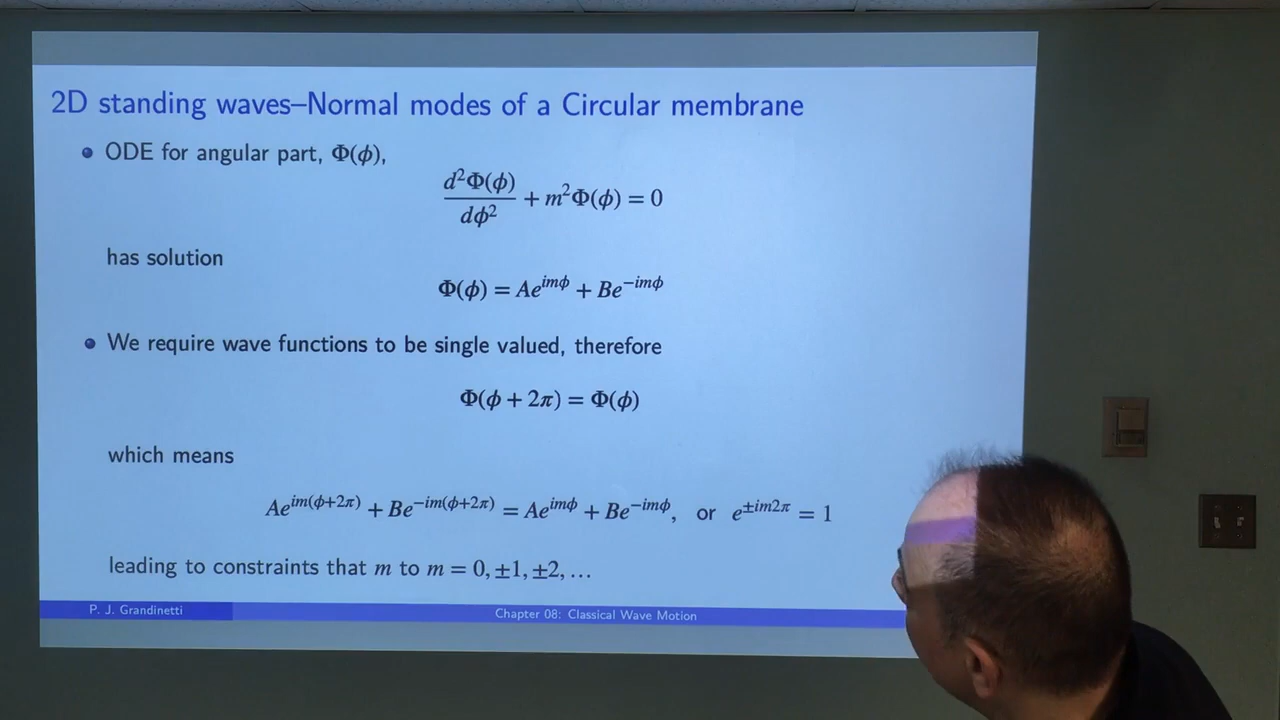 2D standing waves–Normal modes of a Circular membrane
ODE for angular part, Φ(ϕ),
d²Φ(ϕ)/dϕ² + m²Φ(ϕ) = 0
has solution
Φ(ϕ) = Ae^{imϕ} + Be^{−imϕ}
We require wave functions to be single valued, therefore
Φ(ϕ + 2π) = Φ(ϕ)
which means
Ae^{im(ϕ+2π)} + Be^{−im(ϕ+2π)} = Ae^{imϕ} + Be^{−imϕ}, or e^{±im2π} = 1
leading to constraints that m to m = 0, ±1, ±2, …
P. J. Grandinetti Chapter 08: Classical Wave Motion